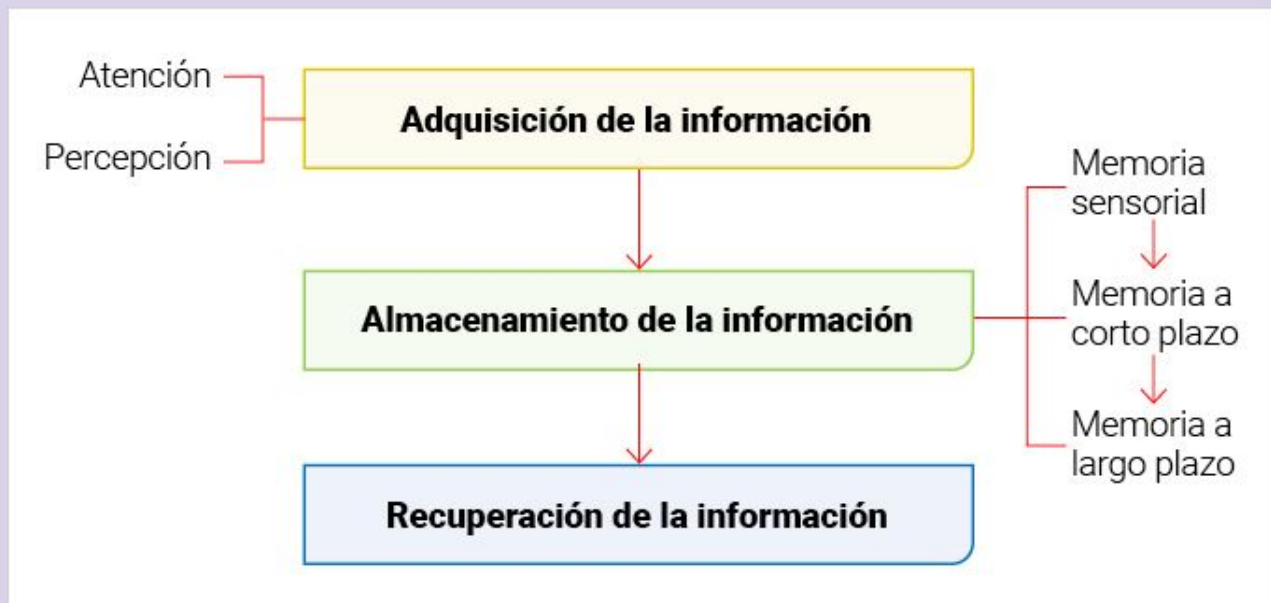 Atención
Percepción
Adquisición de la información
Almacenamiento de la información
Memoria
sensorial
Memoria a
corto plazo
Memoria a
largo plazo
Recuperación de la información